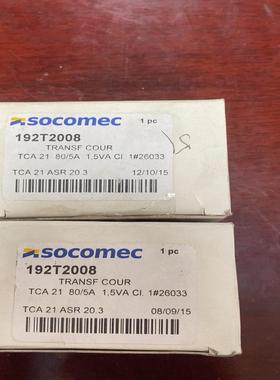 socomec
1 pc
192T2008
TRANSF COUR
TCA 21 80/5A 1,5VA Cl. 1#26033
TCA 21 ASR 20.3 12/10/15
socomec
1 pc
192T2008
TRANSF COUR
TCA 21 80/5A 1,5VA Cl. 1#26033
TCA 21 ASR 20.3 08/09/15